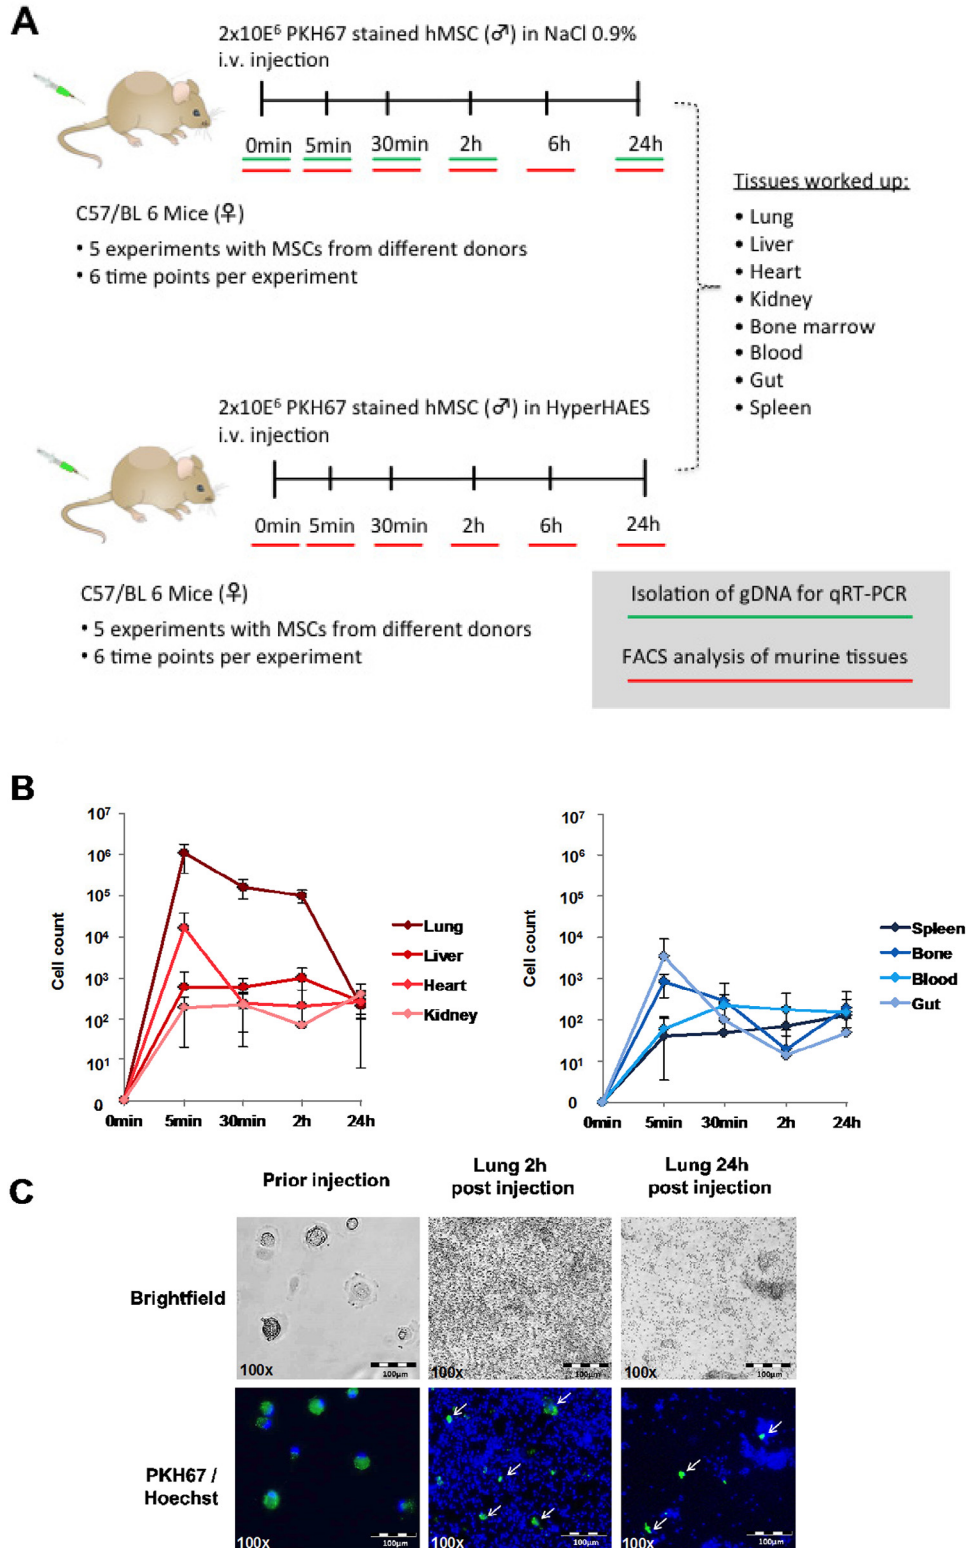 A
2x10E⁶ PKH67 stained hMSC (♂) in NaCl 0.9%
i.v. injection
0min 5min 30min 2h 6h 24h
C57/BL 6 Mice (♀)
• 5 experiments with MSCs from different donors
• 6 time points per experiment
Tissues worked up:
• Lung
• Liver
• Heart
• Kidney
• Bone marrow
• Blood
• Gut
• Spleen
2x10E⁶ PKH67 stained hMSC (♂) in HyperHAES
i.v. injection
0min 5min 30min 2h 6h 24h
C57/BL 6 Mice (♀)
• 5 experiments with MSCs from different donors
• 6 time points per experiment
Isolation of gDNA for qRT-PCR
FACS analysis of murine tissues
B
Cell count
10⁷
10⁶
10⁵
10⁴
10³
10²
10¹
0
0min 5min 30min 2h 24h
Lung
Liver
Heart
Kidney
Cell count
10⁷
10⁶
10⁵
10⁴
10³
10²
10¹
0
0min 5min 30min 2h 24h
Spleen
Bone
Blood
Gut
C
Prior injection
Lung 2h
post injection
Lung 24h
post injection
Brightfield
100x 100µm
100x 100µm
100x 100µm
PKH67 /
Hoechst
100x 100µm
100x 100µm
100x 100µm